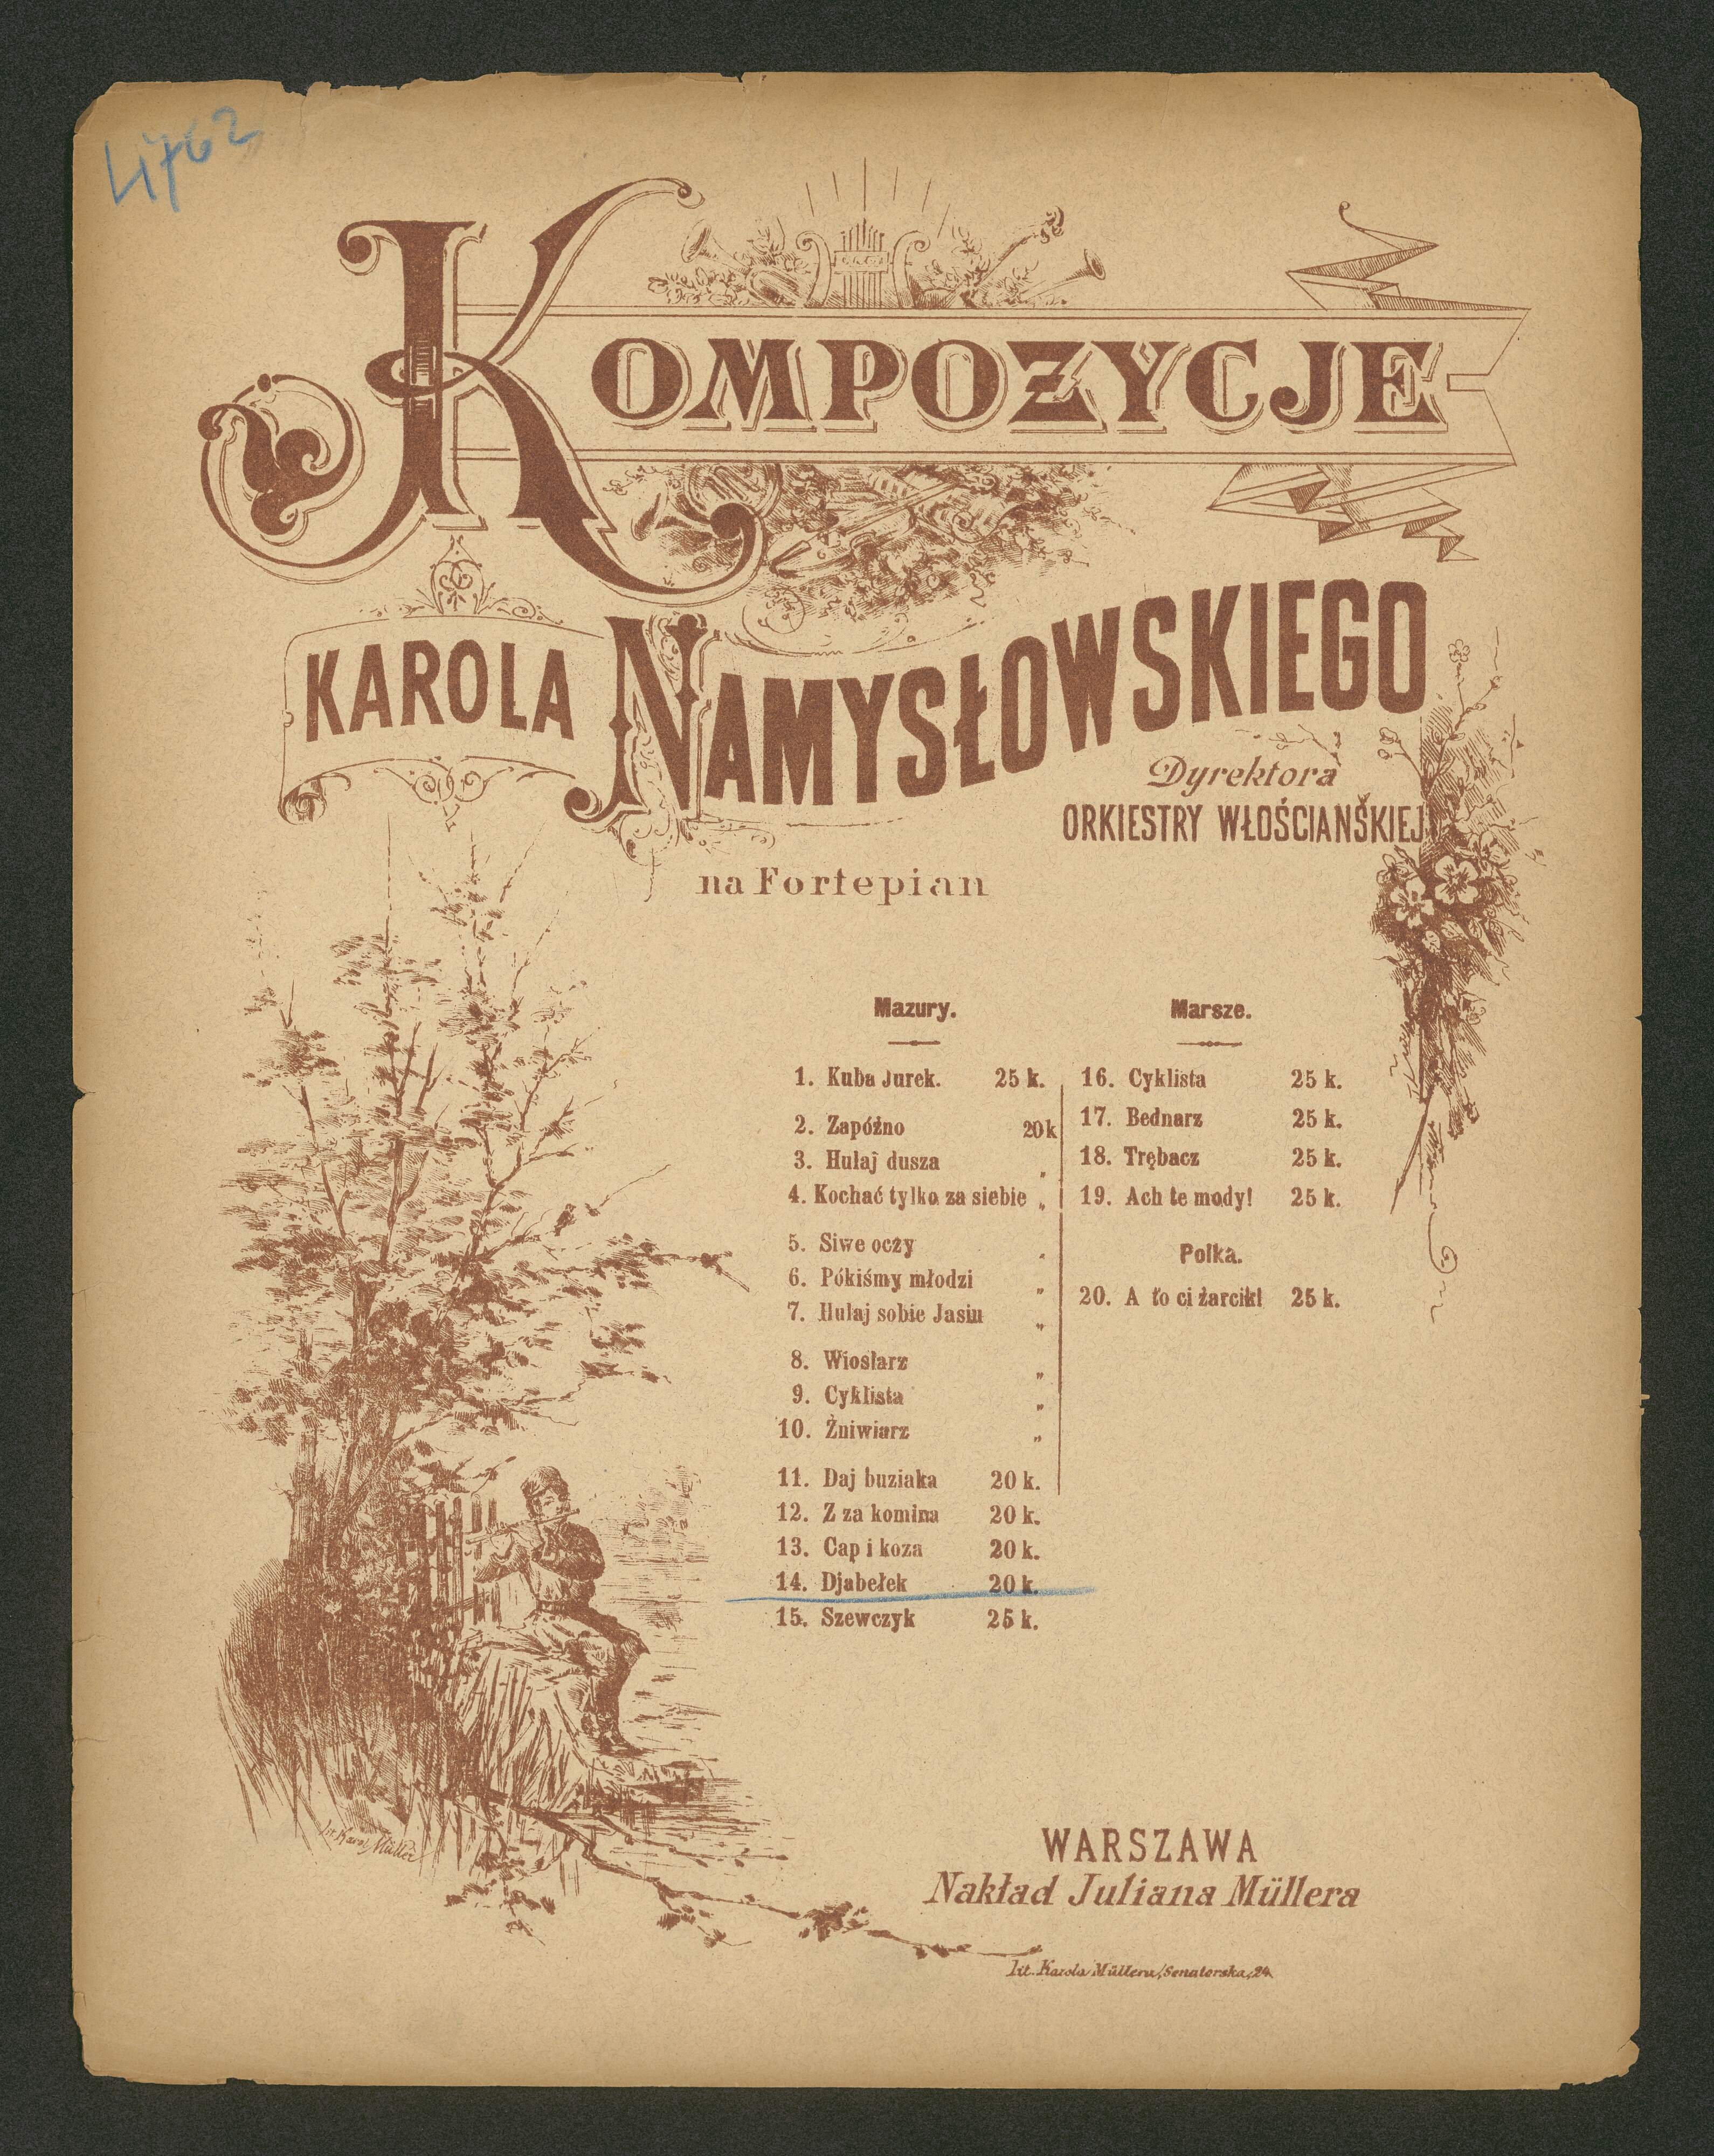 4762
KOMPOZYCJE
KAROLA NAMYSŁOWSKIEGO
Dyrektora
ORKIESTRY WŁOŚCIAŃSKIEJ
na Fortepian
Mazury.
1. Kuba Jurek. 25 k.
2. Zapóźno 20 k
3. Hulaj dusza „
4. Kochać tylko za siebie „
5. Siwe oczy „
6. Pókiśmy młodzi „
7. Hulaj sobie Jasiu „
8. Wioślarz „
9. Cyklista „
10. Żniwiarz „
11. Daj buziaka 20 k.
12. Z za komina 20 k.
13. Cap i koza 20 k.
14. Djabełek 20 k.
15. Szewczyk 25 k.
Marsze.
16. Cyklista 25 k.
17. Bednarz 25 k.
18. Trębacz 25 k.
19. Ach te mody! 25 k.
Polka.
20. A to ci żarcik! 25 k.
lit. Karol Müller
WARSZAWA
Nakład Juliana Müllera
Lit. Karola Müllera, Senatorska, 24.